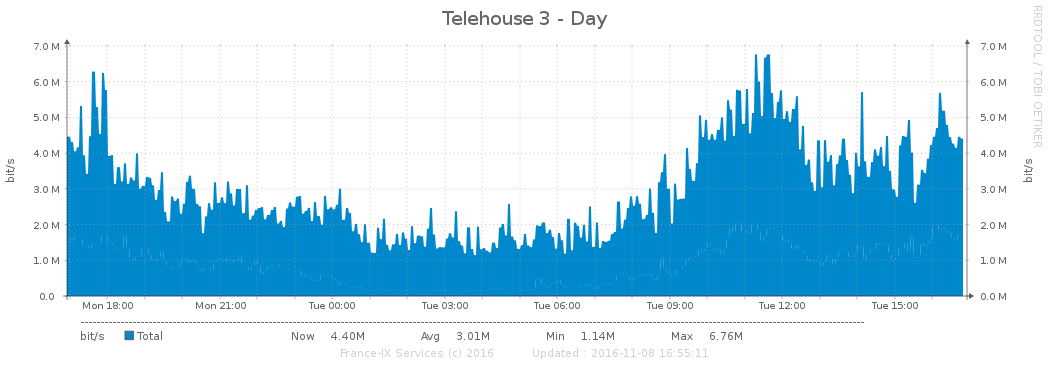 Telehouse 3 - Day
RRDTOOL / TOBI OETIKER
bit/s
7.0 M
6.0 M
5.0 M
4.0 M
3.0 M
2.0 M
1.0 M
0.0
7.0 M
6.0 M
5.0 M
4.0 M
3.0 M
2.0 M
1.0 M
0.0 M
bit/s
Mon 18:00 Mon 21:00 Tue 00:00 Tue 03:00 Tue 06:00 Tue 09:00 Tue 12:00 Tue 15:00
bit/s Total Now 4.40M Avg 3.01M Min 1.14M Max 6.76M
France-IX Services (c) 2016 Updated : 2016-11-08 16:55:11